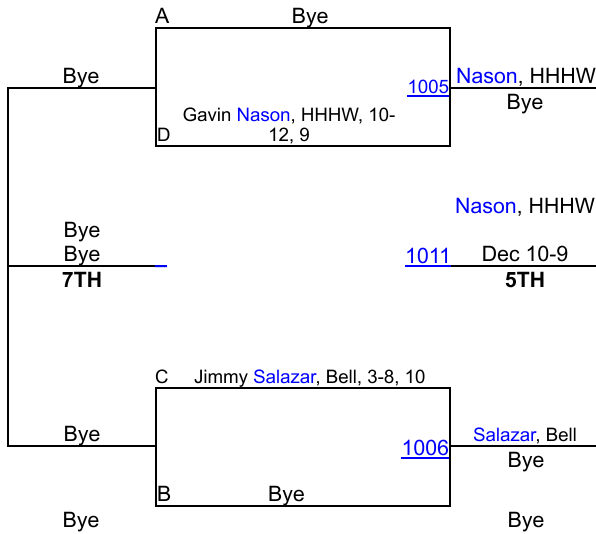 A
Bye
Bye
1005
Nason, HHHW
Bye
Gavin Nason, HHHW, 10-
12, 9
D
Nason, HHHW
Bye
Bye
7TH
1011
Dec 10-9
5TH
C
Jimmy Salazar, Bell, 3-8, 10
Bye
1006
Salazar, Bell
Bye
B
Bye
Bye
Bye